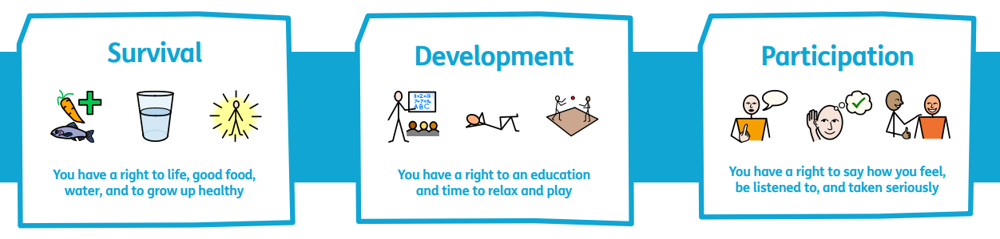 Survival
You have a right to life, good food,
water, and to grow up healthy
Development
ABC
You have a right to an education
and time to relax and play
Participation
You have a right to say how you feel,
be listened to, and taken seriously